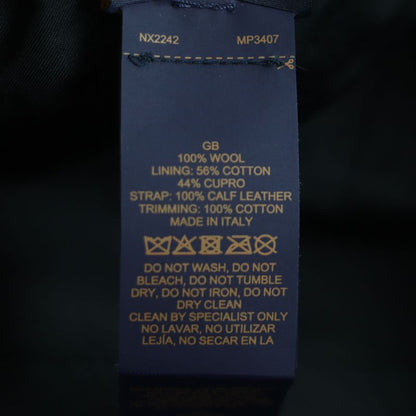 NX2242 MP3407
GB
100% WOOL
LINING: 56% COTTON
44% CUPRO
STRAP: 100% CALF LEATHER
TRIMMING: 100% COTTON
MADE IN ITALY
DO NOT WASH, DO NOT
BLEACH, DO NOT TUMBLE
DRY, DO NOT IRON, DO NOT
DRY CLEAN
CLEAN BY SPECIALIST ONLY
NO LAVAR, NO UTILIZAR
LEJÍA, NO SECAR EN LA